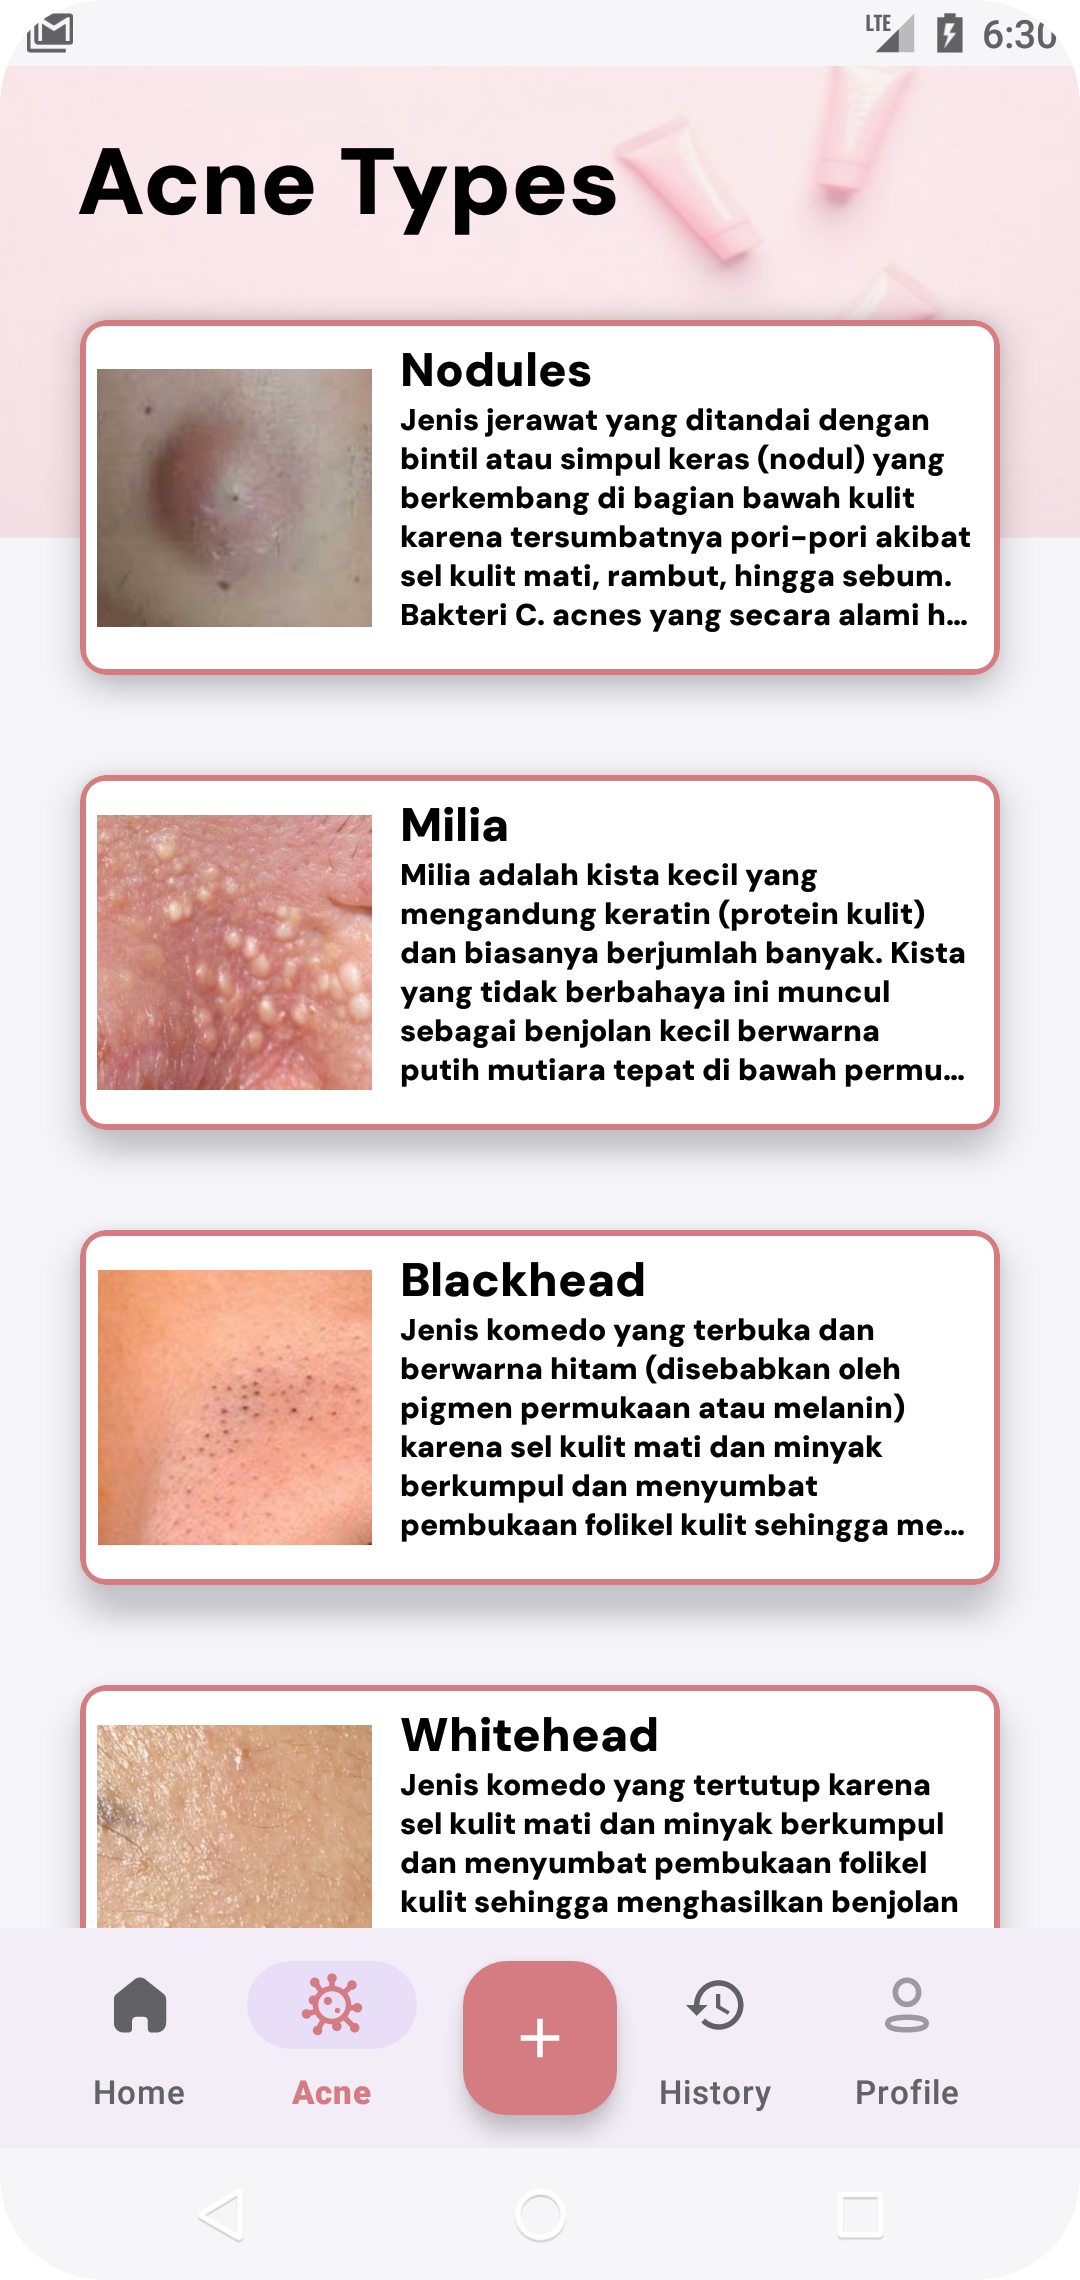 LTE 6:30
Acne Types
Nodules
Jenis jerawat yang ditandai dengan
bintil atau simpul keras (nodul) yang
berkembang di bagian bawah kulit
karena tersumbatnya pori-pori akibat
sel kulit mati, rambut, hingga sebum.
Bakteri C. acnes yang secara alami h...
Milia
Milia adalah kista kecil yang
mengandung keratin (protein kulit)
dan biasanya berjumlah banyak. Kista
yang tidak berbahaya ini muncul
sebagai benjolan kecil berwarna
putih mutiara tepat di bawah permu...
Blackhead
Jenis komedo yang terbuka dan
berwarna hitam (disebabkan oleh
pigmen permukaan atau melanin)
karena sel kulit mati dan minyak
berkumpul dan menyumbat
pembukaan folikel kulit sehingga me...
Whitehead
Jenis komedo yang tertutup karena
sel kulit mati dan minyak berkumpul
dan menyumbat pembukaan folikel
kulit sehingga menghasilkan benjolan
Home Acne + History Profile